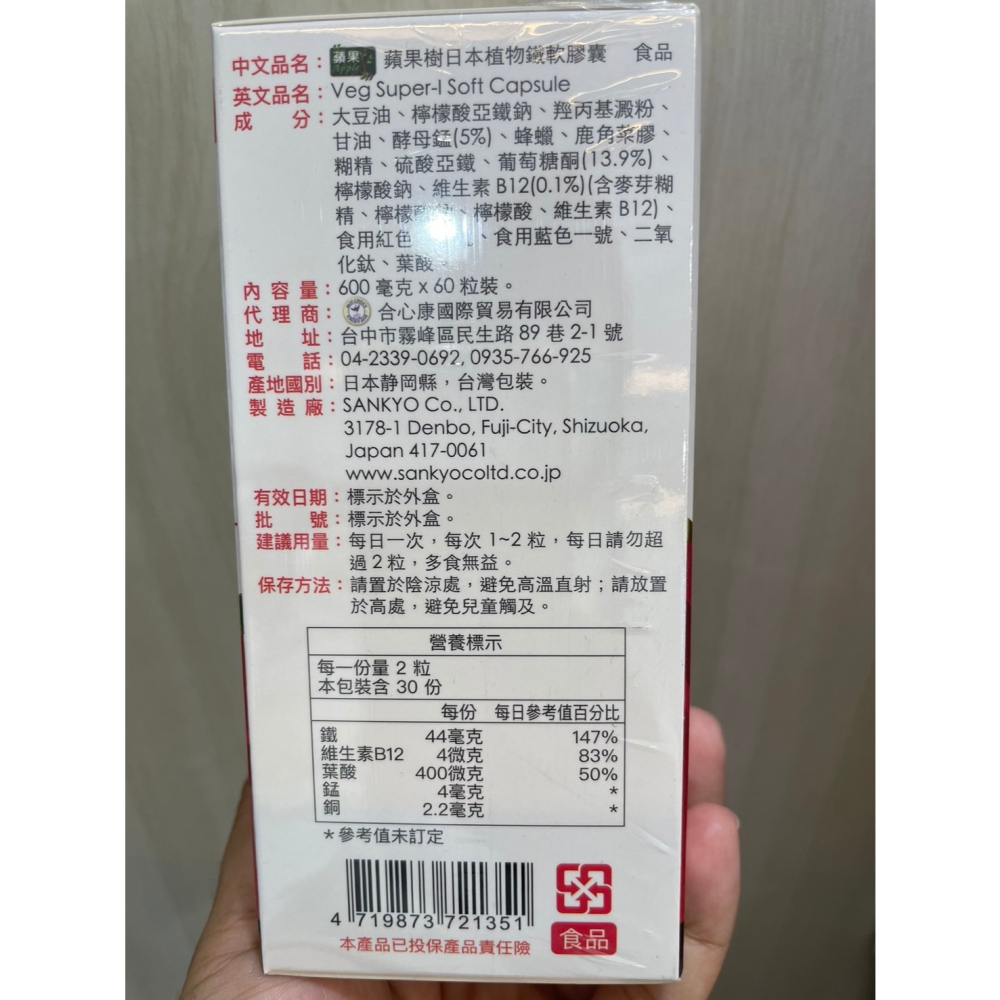 中文品名：蘋果 Apple 蘋果樹日本植物鐵軟膠囊 食品
英文品名：Veg Super-I Soft Capsule
成 分：大豆油、檸檬酸亞鐵鈉、羥丙基澱粉、
甘油、酵母錳(5%)、蜂蠟、鹿角菜膠、
糊精、硫酸亞鐵、葡萄糖酮(13.9%)、
檸檬酸鈉、維生素 B12(0.1%)(含麥芽糊
精、檸檬、檸檬酸、維生素 B12)、
食用紅色、食用藍色一號、二氧
化鈦、葉酸。
內 容 量：600 毫克 x 60 粒裝。
代 理 商：合心康國際貿易有限公司
地 址：台中市霧峰區民生路 89 巷 2-1 號
電 話：04-2339-0692, 0935-766-925
產地國別：日本静岡縣，台灣包裝。
製 造 廠：SANKYO Co., LTD.
3178-1 Denbo, Fuji-City, Shizuoka,
Japan 417-0061
www.sankyocoltd.co.jp
有效日期：標示於外盒。
批 號：標示於外盒。
建議用量：每日一次，每次 1~2 粒，每日請勿超
過 2 粒，多食無益。
保存方法：請置於陰涼處，避免高溫直射；請放置
於高處，避免兒童觸及。
營養標示
每一份量 2 粒
本包裝含 30 份
每份 每日參考值百分比
鐵 44毫克 147%
維生素B12 4微克 83%
葉酸 400微克 50%
錳 4毫克 *
銅 2.2毫克 *
*參考值未訂定
4 719873 721351
本產品已投保產品責任險
食品